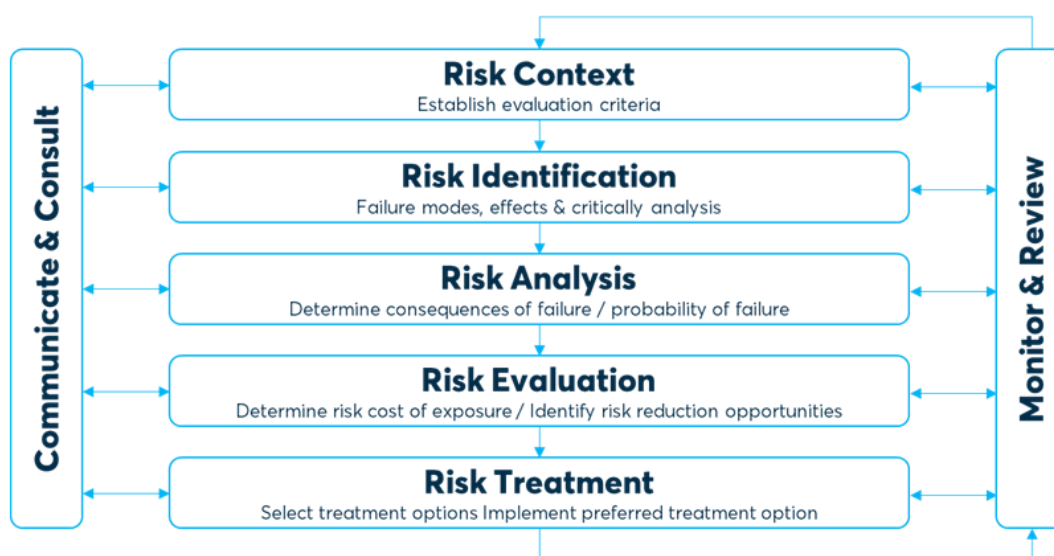 Communicate & Consult
Risk Context
Establish evaluation criteria
Risk Identification
Failure modes, effects & critically analysis
Risk Analysis
Determine consequences of failure / probability of failure
Risk Evaluation
Determine risk cost of exposure / Identify risk reduction opportunities
Risk Treatment
Select treatment options Implement preferred treatment option
Monitor & Review